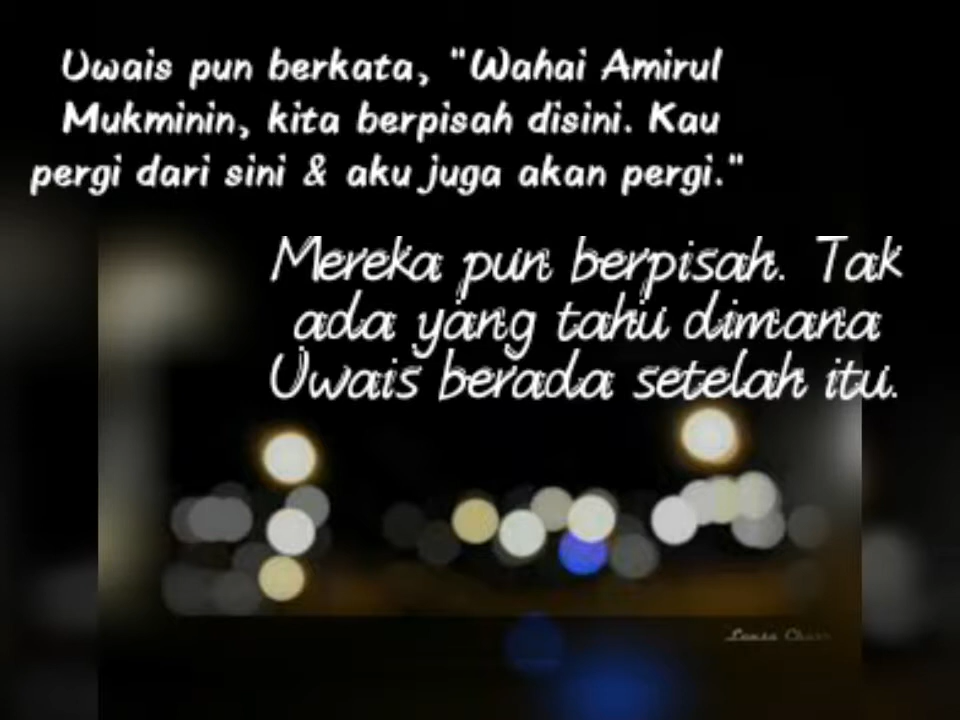 Uwais pun berkata, "Wahai Amirul
Mukminin, kita berpisah disini. Kau
pergi dari sini & aku juga akan pergi."
Mereka pun berpisah. Tak
ada yang tahu dimana
Uwais berada setelah itu.